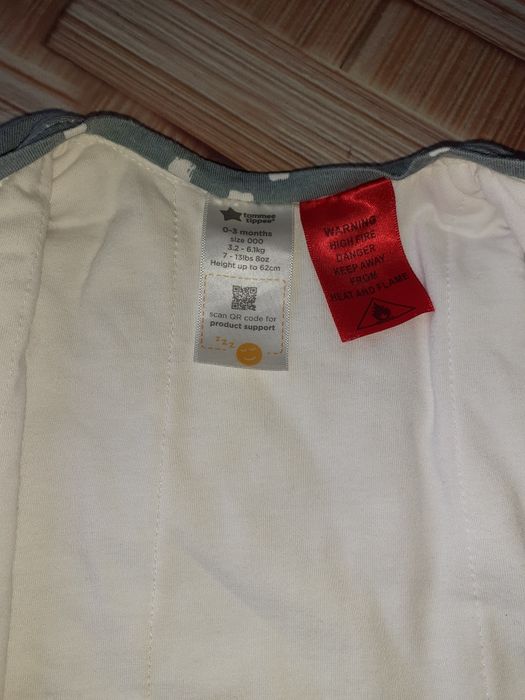 tommee
tippee
0-3 months
size 000
3.2 - 6.1kg
7 - 13lbs 8oz
Height up to 62cm
scan QR code for
product support
zzz
WARNING
HIGH FIRE
DANGER
KEEP AWAY
FROM
HEAT AND FLAME